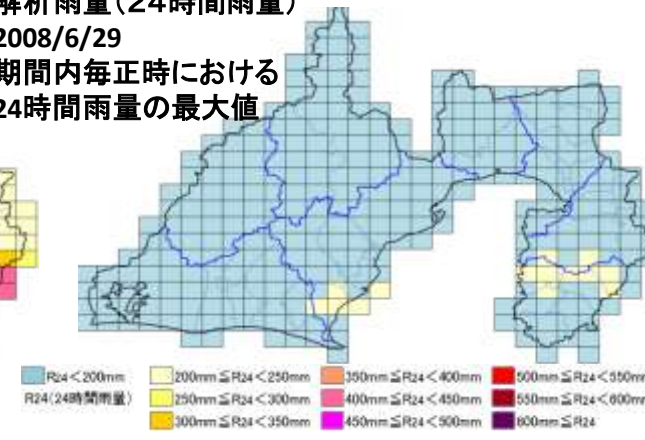 解析雨量（24時間雨量）
2008/6/29
期間内毎正時における
24時間雨量の最大値
R24＜200mm
200mm≦R24＜250mm
350mm≦R24＜400mm
500mm≦R24＜550mm
R24(24時間雨量)
250mm≦R24＜300mm
400mm≦R24＜450mm
550mm≦R24＜600mm
300mm≦R24＜350mm
450mm≦R24＜500mm
600mm≦R24